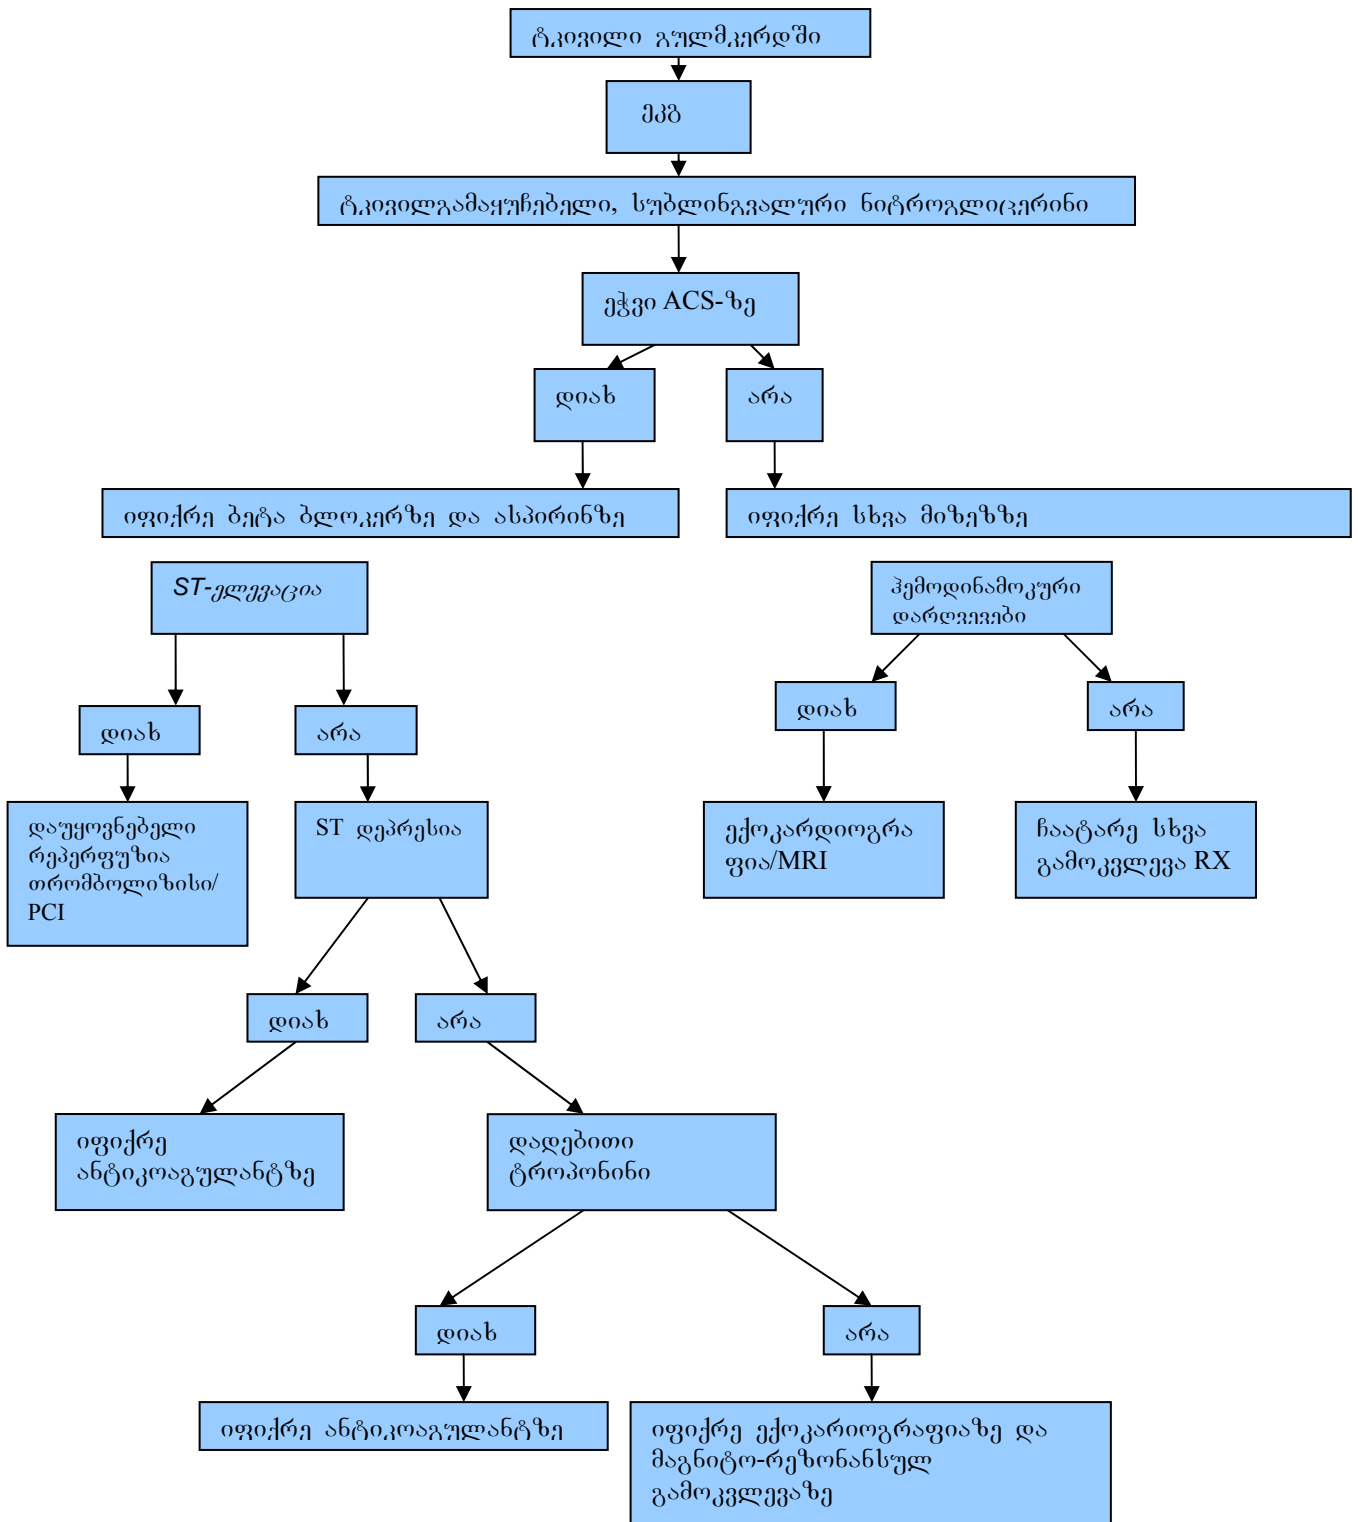 ტკივილი გულმკერდში
ეკგ
ტკივილგამაყუჩებელი, სუბლინგვალური ნიტროგლიცერინი
ეჭვი ACS-ზე
დიახ
არა
იფიქრე ბეტა ბლოკერზე და ასპირინზე
იფიქრე სხვა მიზეზზე
ST-ელევაცია
ჰემოდინამოკური
დარღვევები
დიახ
არა
დიახ
არა
დაუყოვნებელი
რეპერფუზია
თრომბოლიზისი/
PCI
ST დეპრესია
ექოკარდიოგრა
ფია/MRI
ჩაატარე სხვა
გამოკვლევა RX
დიახ
არა
იფიქრე
ანტიკოაგულანტზე
დადებითი
ტროპონინი
დიახ
არა
იფიქრე ანტიკოაგულანტზე
იფიქრე ექოკარიოგრაფიაზე და
მაგნიტო-რეზონანსულ
გამოკვლევაზე